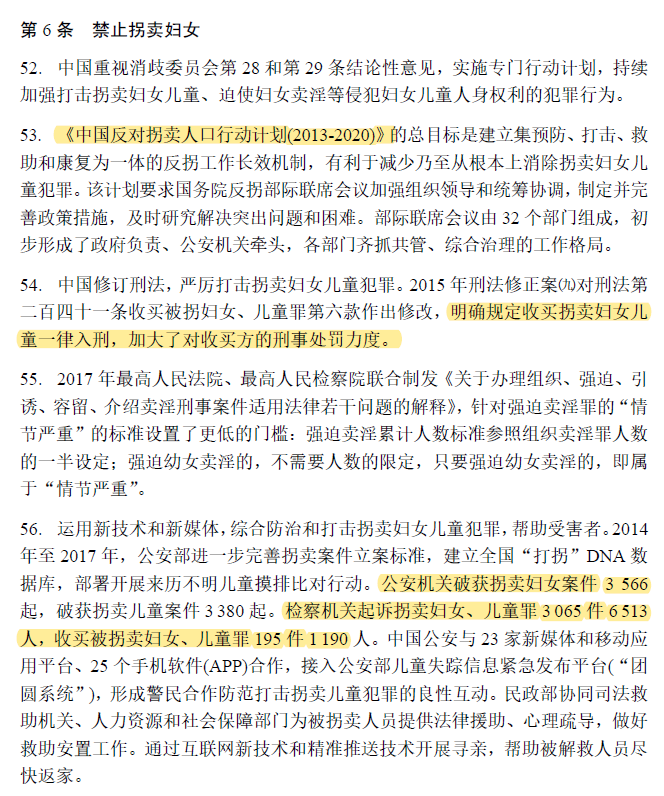 第 6 条 禁止拐卖妇女
52. 中国重视消歧委员会第 28 和第 29 条结论性意见，实施专门行动计划，持续
加强打击拐卖妇女儿童、迫使妇女卖淫等侵犯妇女儿童人身权利的犯罪行为。
53. 《中国反对拐卖人口行动计划(2013-2020)》的总目标是建立集预防、打击、救
助和康复为一体的反拐工作长效机制，有利于减少乃至从根本上消除拐卖妇女儿
童犯罪。该计划要求国务院反拐部际联席会议加强组织领导和统筹协调，制定并完
善政策措施，及时研究解决突出问题和困难。部际联席会议由 32 个部门组成，初
步形成了政府负责、公安机关牵头，各部门齐抓共管、综合治理的工作格局。
54. 中国修订刑法，严厉打击拐卖妇女儿童犯罪。2015 年刑法修正案㈨对刑法第
二百四十一条收买被拐妇女、儿童罪第六款作出修改，明确规定收买拐卖妇女儿
童一律入刑，加大了对收买方的刑事处罚力度。
55. 2017 年最高人民法院、最高人民检察院联合制发《关于办理组织、强迫、引
诱、容留、介绍卖淫刑事案件适用法律若干问题的解释》，针对强迫卖淫罪的“情
节严重”的标准设置了更低的门槛：强迫卖淫累计人数标准参照组织卖淫罪人数
的一半设定；强迫幼女卖淫的，不需要人数的限定，只要强迫幼女卖淫的，即属
于“情节严重”。
56. 运用新技术和新媒体，综合防治和打击拐卖妇女儿童犯罪，帮助受害者。2014
年至 2017 年，公安部进一步完善拐卖案件立案标准，建立全国“打拐”DNA 数
据库，部署开展来历不明儿童摸排比对行动。公安机关破获拐卖妇女案件 3 566
起，破获拐卖儿童案件 3 380 起。检察机关起诉拐卖妇女、儿童罪 3 065 件 6 513
人，收买被拐卖妇女、儿童罪 195 件 1 190 人。中国公安与 23 家新媒体和移动应
用平台、25 个手机软件(APP)合作，接入公安部儿童失踪信息紧急发布平台(“团
圆系统”)，形成警民合作防范打击拐卖儿童犯罪的良性互动。民政部协同司法救
助机关、人力资源和社会保障部门为被拐卖人员提供法律援助、心理疏导，做好
救助安置工作。通过互联网新技术和精准推送技术开展寻亲，帮助被解救人员尽
快返家。